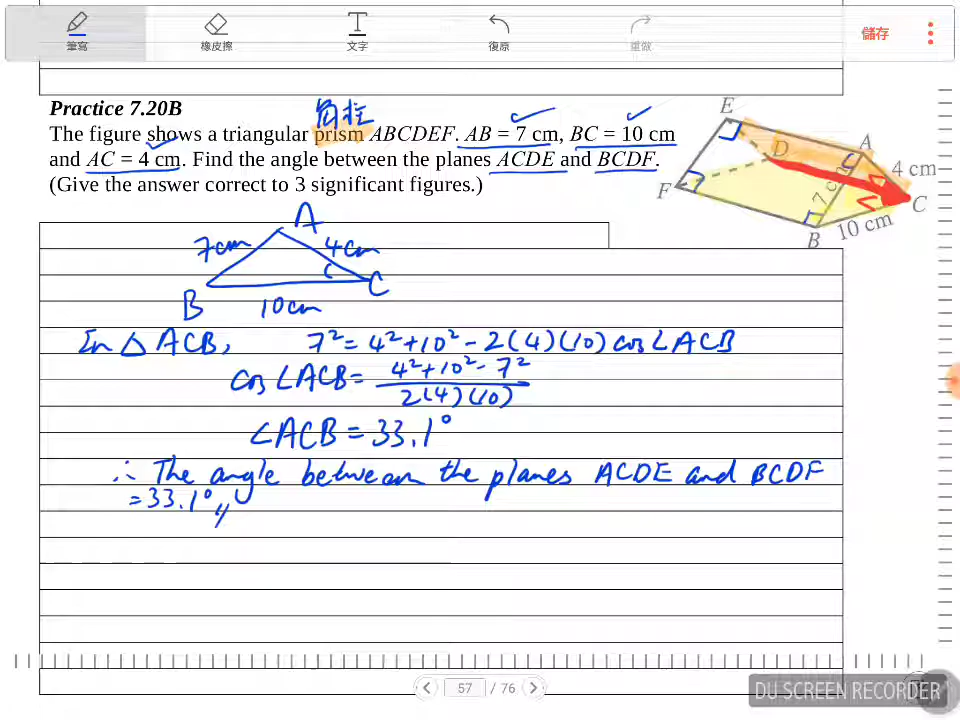 筆寫 橡皮擦 文字 復原 重做 儲存
Practice 7.20B
角柱
The figure shows a triangular prism ABCDEF. AB = 7 cm, BC = 10 cm
and AC = 4 cm. Find the angle between the planes ACDE and BCDF.
(Give the answer correct to 3 significant figures.)
E
D
A
4 cm
F
7 cm
C
B
10 cm
A
7cm 4cm
B C
10cm
In △ ACB, 7² = 4² + 10² - 2(4)(10) cos∠ACB
cos ∠ACB = 4² + 10² - 7²
2(4)(10)
∠ACB = 33.1°
∴ The angle between the planes ACDE and BCDF
= 33.1°
57 / 76
DU SCREEN RECORDER